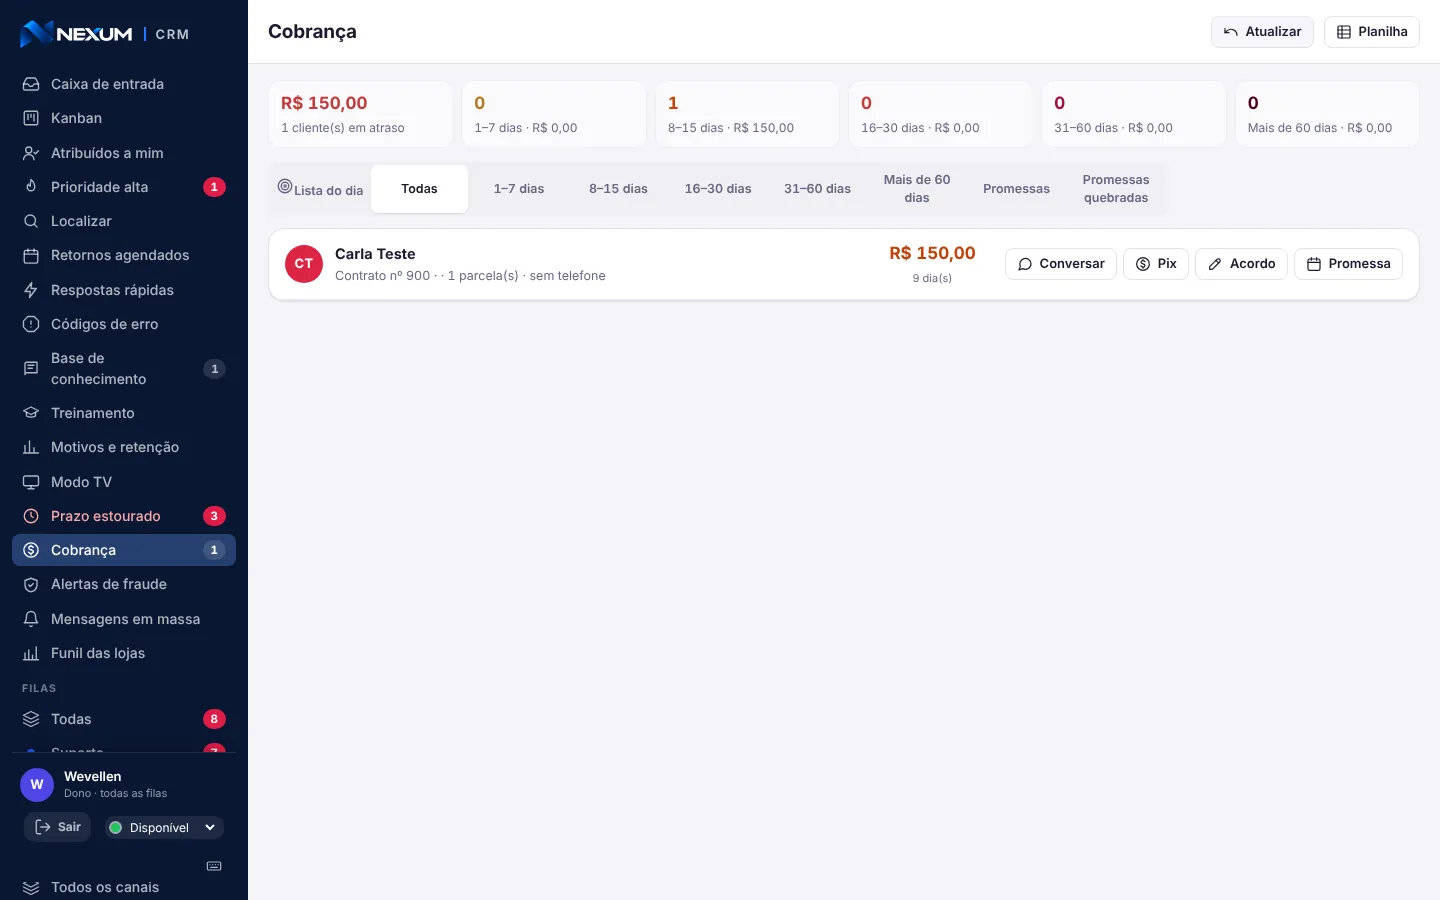 NEXUM | CRM
Caixa de entrada
Kanban
Atribuídos a mim
Prioridade alta 1
Localizar
Retornos agendados
Respostas rápidas
Códigos de erro
Base de
conhecimento 1
Treinamento
Motivos e retenção
Modo TV
Prazo estourado 3
Cobrança 1
Alertas de fraude
Mensagens em massa
Funil das lojas
FILAS
Todas 8
Suporte 7
W Wevellen
Dono · todas as filas
Sair Disponível
Todos os canais
Cobrança
Atualizar Planilha
R$ 150,00
1 cliente(s) em atraso
0
1–7 dias · R$ 0,00
1
8–15 dias · R$ 150,00
0
16–30 dias · R$ 0,00
0
31–60 dias · R$ 0,00
0
Mais de 60 dias · R$ 0,00
Lista do dia Todas 1–7 dias 8–15 dias 16–30 dias 31–60 dias
Mais de 60
dias
Promessas
Promessas
quebradas
CT Carla Teste
Contrato nº 900 · · 1 parcela(s) · sem telefone
R$ 150,00
9 dia(s)
Conversar Pix Acordo Promessa